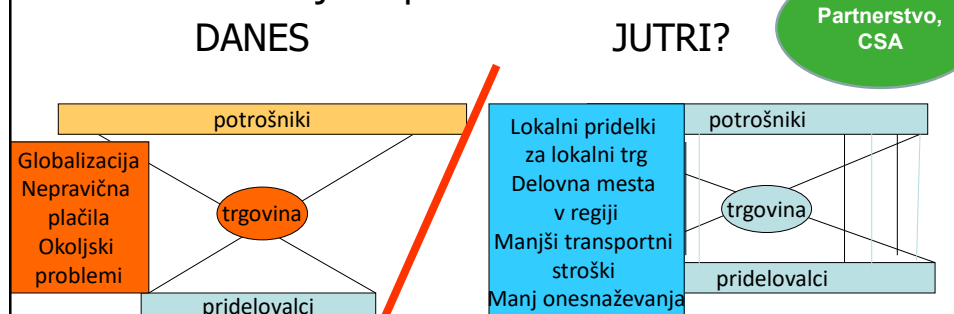 DANES
JUTRI?
Partnerstvo,
CSA
potrošniki
Globalizacija
Nepravična
plačila
Okoljski
problemi
trgovina
pridelovalci
Lokalni pridelki
za lokalni trg
Delovna mesta
v regiji
Manjši transportni
stroški
Manj onesnaževanja
potrošniki
trgovina
pridelovalci